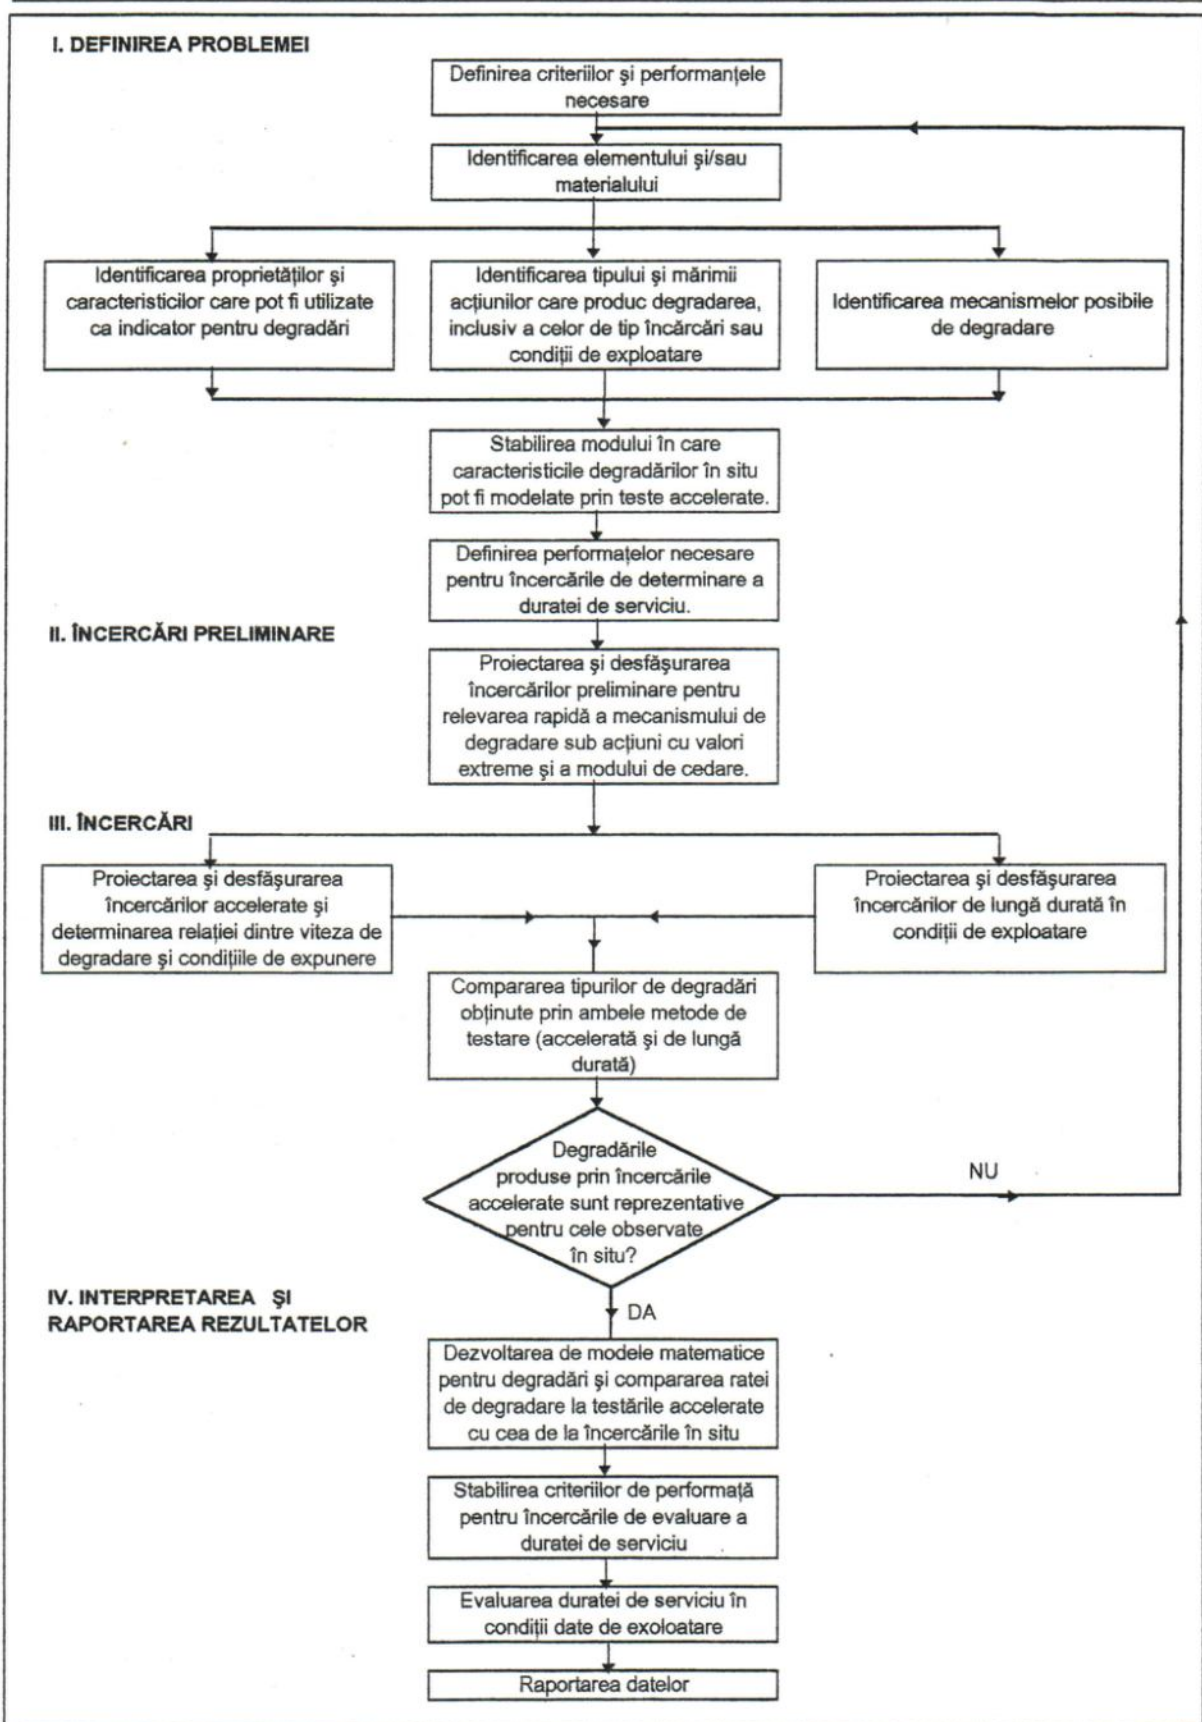 I. DEFINIREA PROBLEMEI
Definirea criteriilor şi performanţele
necesare
Identificarea elementului şi/sau
materialului
Identificarea proprietăţilor şi
caracteristicilor care pot fi utilizate
ca indicator pentru degradări
Identificarea tipului şi mărimii
acţiunilor care produc degradarea,
inclusiv a celor de tip încărcări sau
condiţii de exploatare
Identificarea mecanismelor posibile
de degradare
Stabilirea modului în care
caracteristicile degradărilor în situ
pot fi modelate prin teste accelerate.
Definirea performaţelor necesare
pentru încercările de determinare a
duratei de serviciu.
II. ÎNCERCĂRI PRELIMINARE
Proiectarea şi desfăşurarea
încercărilor preliminare pentru
relevarea rapidă a mecanismului de
degradare sub acţiuni cu valori
extreme şi a modului de cedare.
III. ÎNCERCĂRI
Proiectarea şi desfăşurarea
încercărilor accelerate şi
determinarea relaţiei dintre viteza de
degradare şi condiţiile de expunere
Proiectarea şi desfăşurarea
încercărilor de lungă durată în
condiţii de exploatare
Compararea tipurilor de degradări
obţinute prin ambele metode de
testare (accelerată şi de lungă
durată)
Degradările
produse prin încercările
accelerate sunt reprezentative
pentru cele observate
în situ?
NU
DA
IV. INTERPRETAREA ŞI
RAPORTAREA REZULTATELOR
Dezvoltarea de modele matematice
pentru degradări şi compararea ratei
de degradare la testările accelerate
cu cea de la încercările în situ
Stabilirea criteriilor de performaţă
pentru încercările de evaluare a
duratei de serviciu
Evaluarea duratei de serviciu în
condiţii date de exoloatare
Raportarea datelor